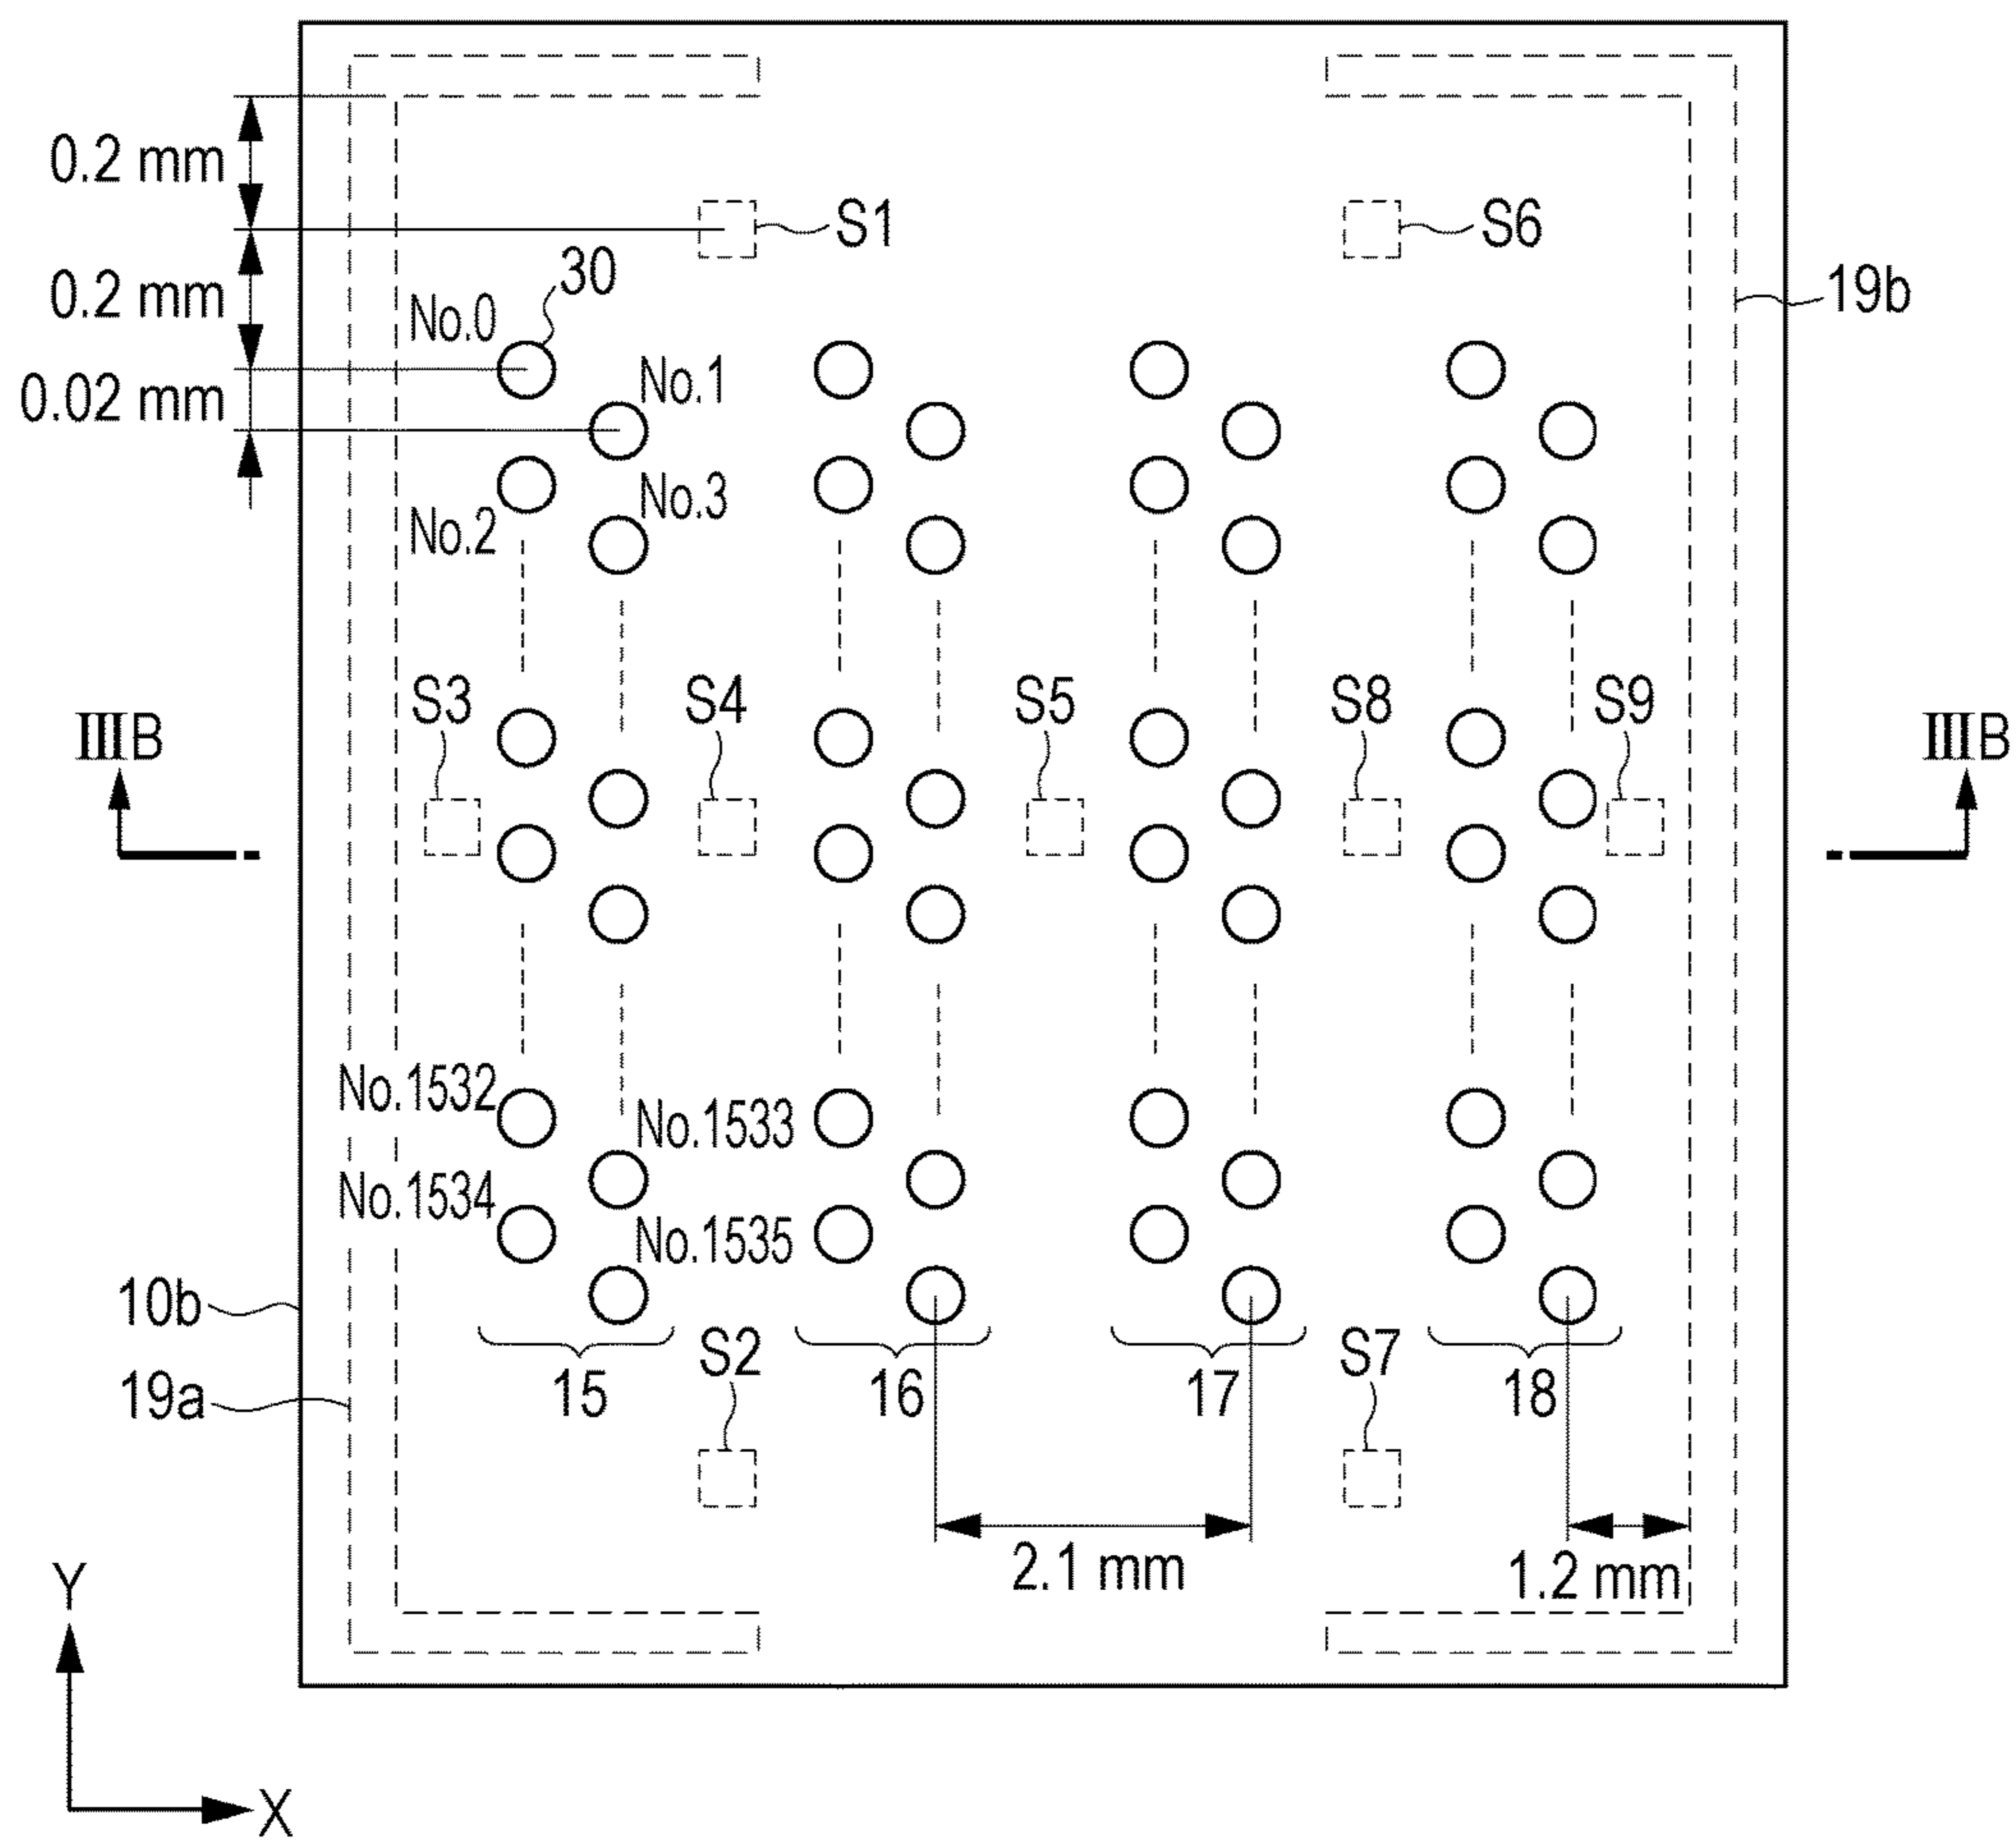 0.2 mm
S1
S6
0.2 mm
30
19b
No.0
No.1
0.02 mm
No.2
No.3
S3
S4
S5
S8
S9
ⅢB
ⅢB
No.1532
No.1533
No.1534
No.1535
10b
19a
15
S2
16
17
S7
18
2.1 mm
1.2 mm
Y
X